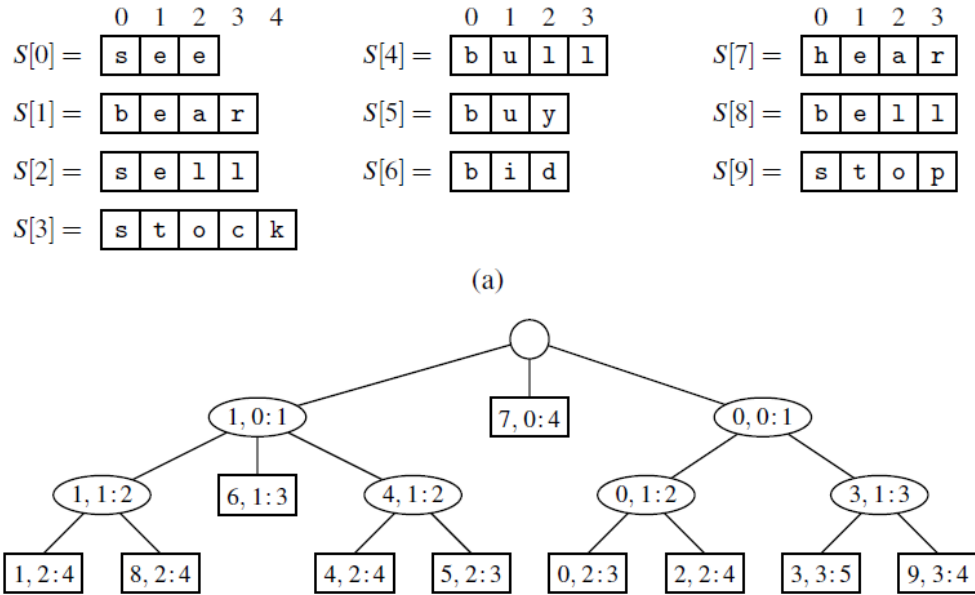 0 1 2 3 4 0 1 2 3 0 1 2 3
S[0] = s e e S[4] = b u l l S[7] = h e a r
S[1] = b e a r S[5] = b u y S[8] = b e l l
S[2] = s e l l S[6] = b i d S[9] = s t o p
S[3] = s t o c k
(a)
1, 0:1 7, 0:4 0, 0:1
1, 1:2 6, 1:3 4, 1:2 0, 1:2 3, 1:3
1, 2:4 8, 2:4 4, 2:4 5, 2:3 0, 2:3 2, 2:4 3, 3:5 9, 3:4